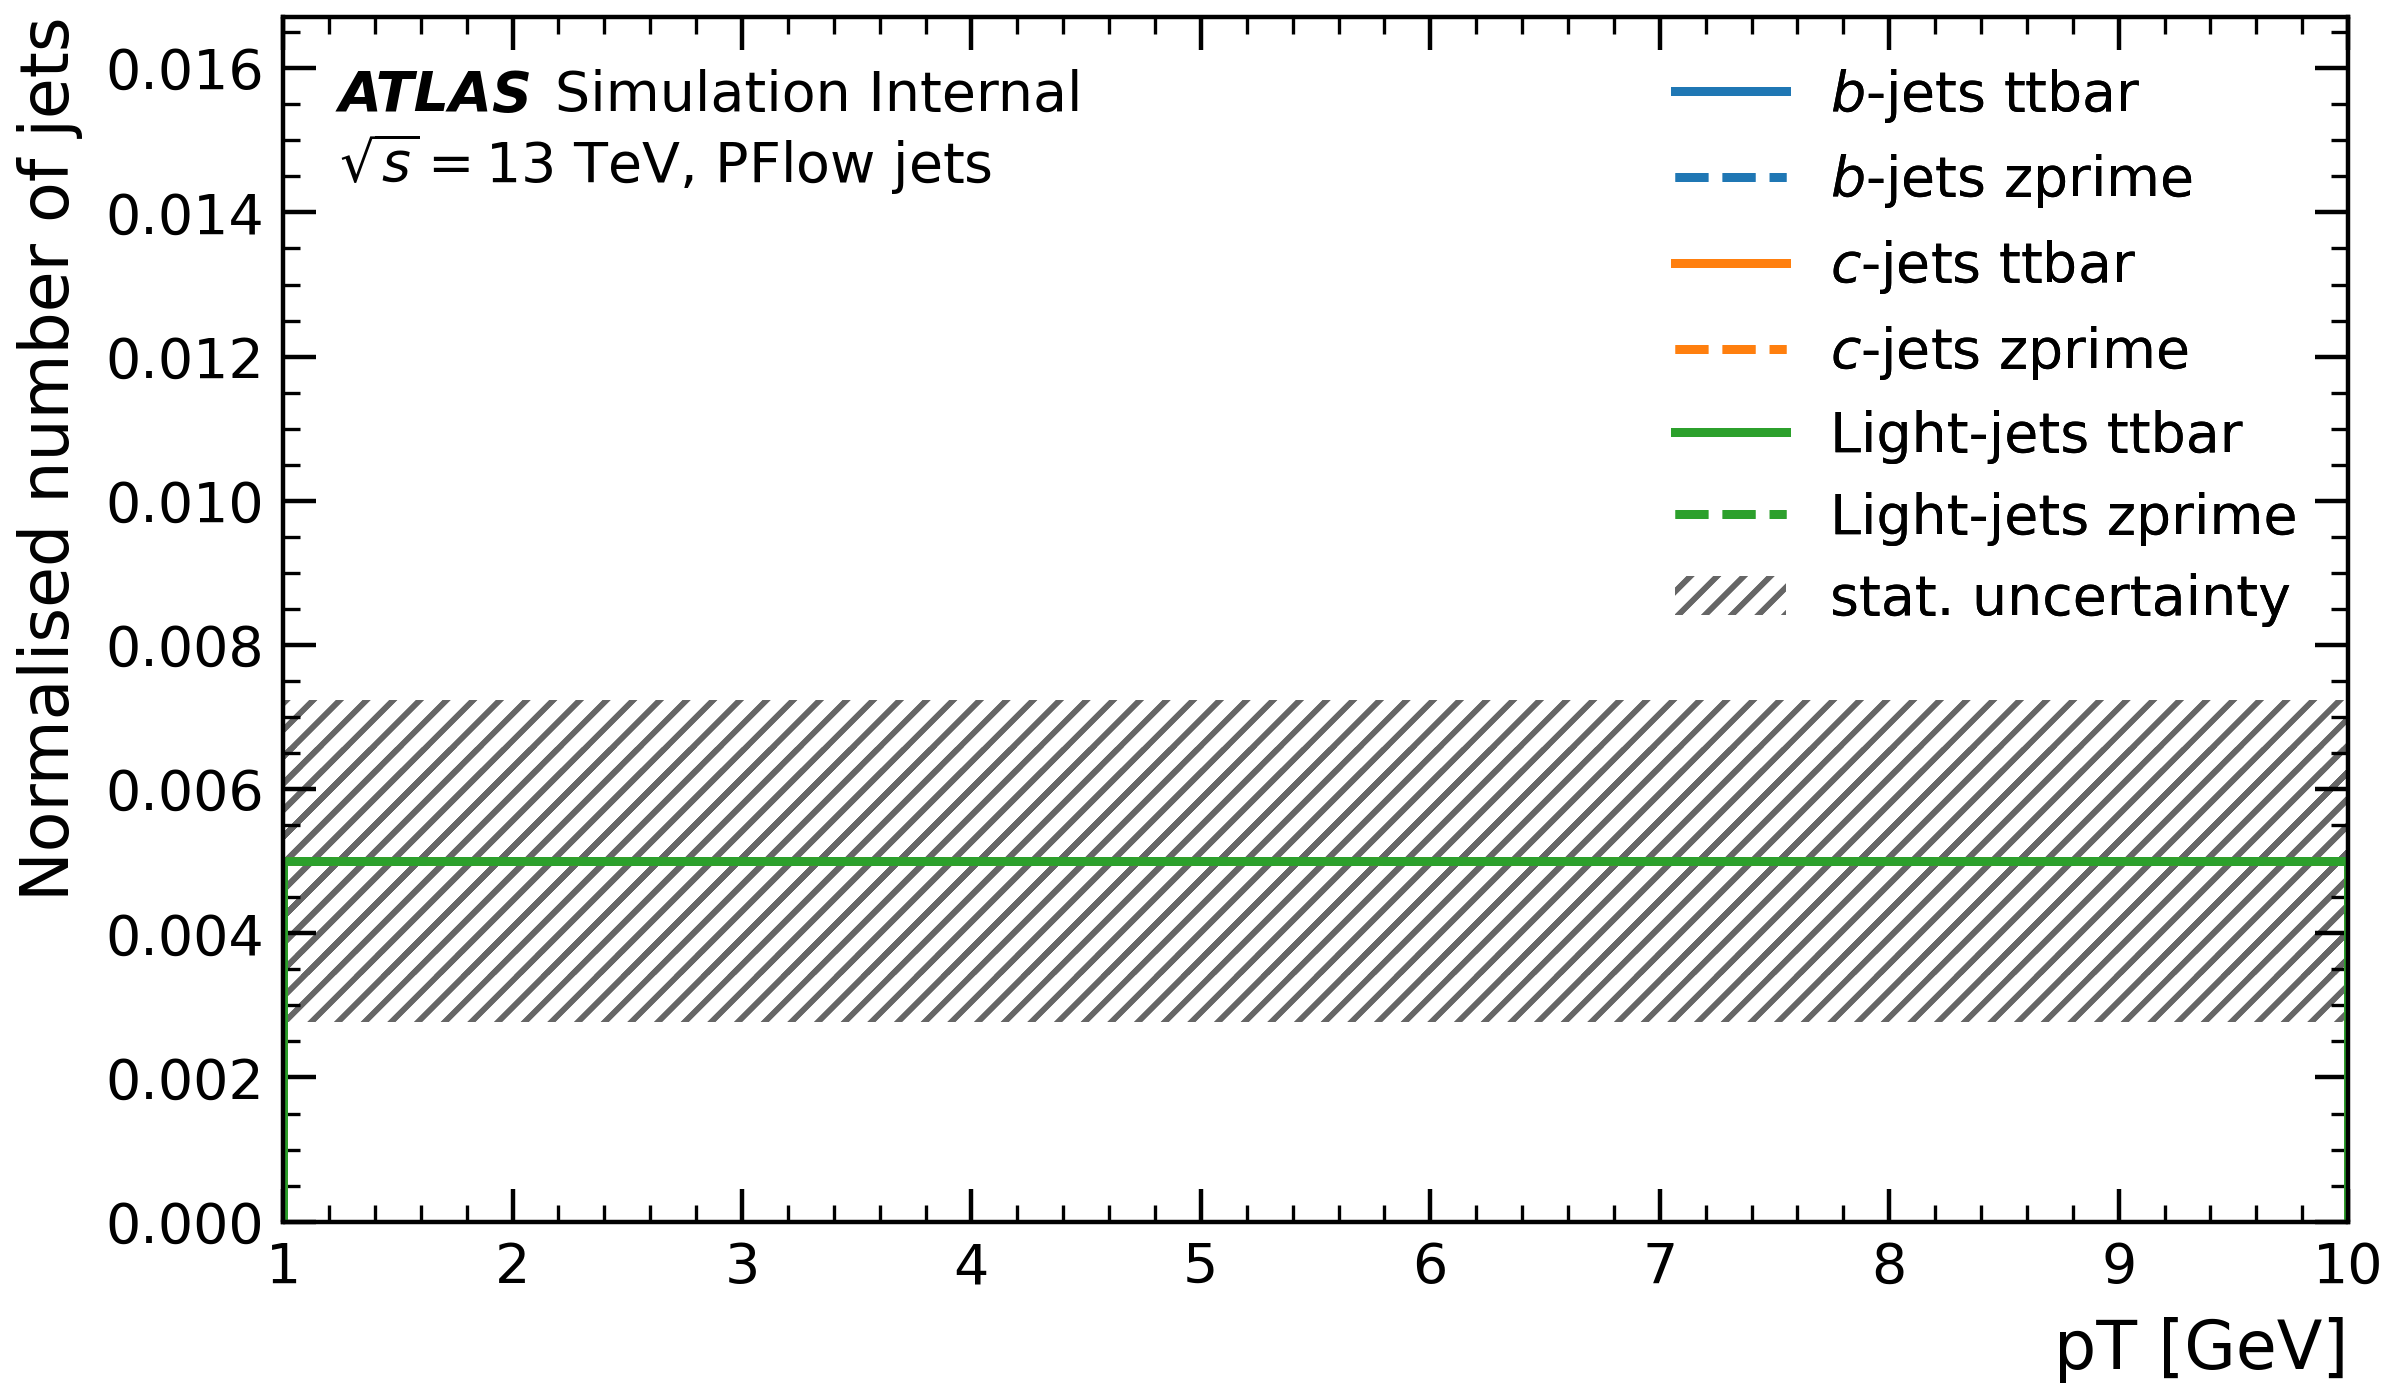 Normalised number of jets
0.016
0.014
0.012
0.010
0.008
0.006
0.004
0.002
0.000
ATLAS Simulation Internal
√s = 13 TeV, PFlow jets
b-jets ttbar
b-jets zprime
c-jets ttbar
c-jets zprime
Light-jets ttbar
Light-jets zprime
stat. uncertainty
1 2 3 4 5 6 7 8 9 10
pT [GeV]